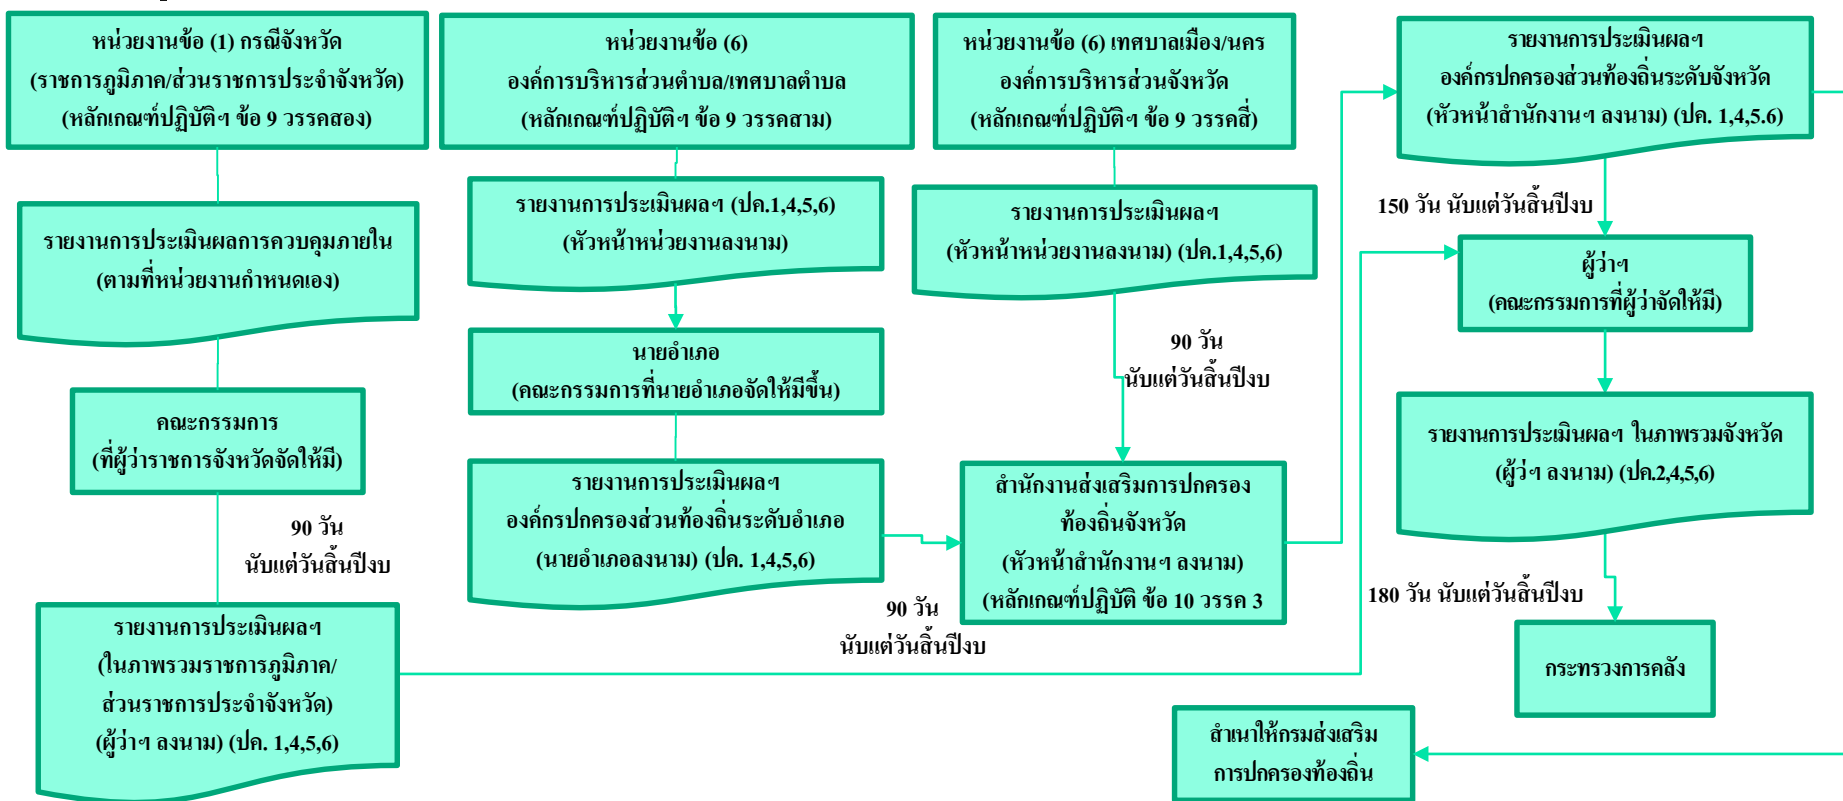 หน่วยงานข้อ (1) กรณีจังหวัด
(ราชการภูมิภาค/ส่วนราชการประจำจังหวัด)
(หลักเกณฑ์ปฏิบัติฯ ข้อ 9 วรรคสอง)
รายงานการประเมินผลการควบคุมภายใน
(ตามที่หน่วยงานกำหนดเอง)
คณะกรรมการ
(ที่ผู้ว่าราชการจังหวัดจัดให้มี)
90 วัน
นับแต่วันสิ้นปีงบ
รายงานการประเมินผลฯ
(ในภาพรวมราชการภูมิภาค/
ส่วนราชการประจำจังหวัด)
(ผู้ว่าฯ ลงนาม) (ปค. 1,4,5,6)
หน่วยงานข้อ (6)
องค์การบริหารส่วนตำบล/เทศบาลตำบล
(หลักเกณฑ์ปฏิบัติฯ ข้อ 9 วรรคสาม)
รายงานการประเมินผลฯ (ปค.1,4,5,6)
(หัวหน้าหน่วยงานลงนาม)
นายอำเภอ
(คณะกรรมการที่นายอำเภอจัดให้มีขึ้น)
รายงานการประเมินผลฯ
องค์กรปกครองส่วนท้องถิ่นระดับอำเภอ
(นายอำเภอลงนาม) (ปค. 1,4,5,6)
90 วัน
นับแต่วันสิ้นปีงบ
หน่วยงานข้อ (6) เทศบาลเมือง/นคร
องค์การบริหารส่วนจังหวัด
(หลักเกณฑ์ปฏิบัติฯ ข้อ 9 วรรคสี่)
รายงานการประเมินผลฯ
(หัวหน้าหน่วยงานลงนาม) (ปค.1,4,5,6)
90 วัน
นับแต่วันสิ้นปีงบ
สำนักงานส่งเสริมการปกครอง
ท้องถิ่นจังหวัด
(หัวหน้าสำนักงานฯ ลงนาม)
(หลักเกณฑ์ปฏิบัติ ข้อ 10 วรรค 3
รายงานการประเมินผลฯ
องค์กรปกครองส่วนท้องถิ่นระดับจังหวัด
(หัวหน้าสำนักงานฯ ลงนาม) (ปค. 1,4,5.6)
150 วัน นับแต่วันสิ้นปีงบ
ผู้ว่าฯ
(คณะกรรมการที่ผู้ว่าจัดให้มี)
รายงานการประเมินผลฯ ในภาพรวมจังหวัด
(ผู้ว่ฯ ลงนาม) (ปค.2,4,5,6)
180 วัน นับแต่วันสิ้นปีงบ
กระทรวงการคลัง
สำเนาให้กรมส่งเสริม
การปกครองท้องถิ่น